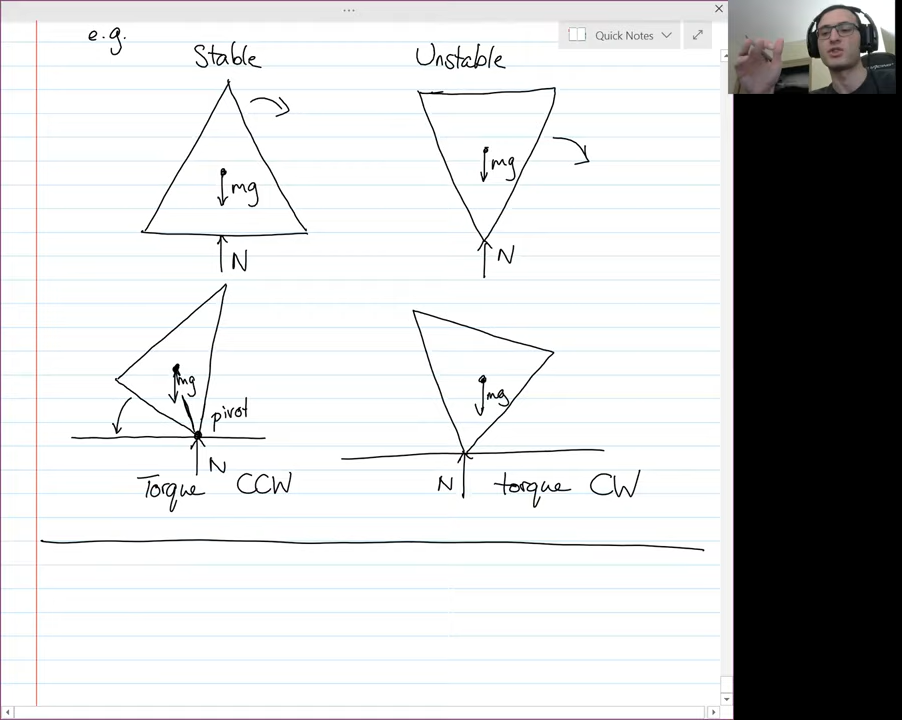 e.g.
Quick Notes
Stable
Unstable
mg
mg
N
N
mg
mg
pivot
N
N
Torque CCW
torque CW